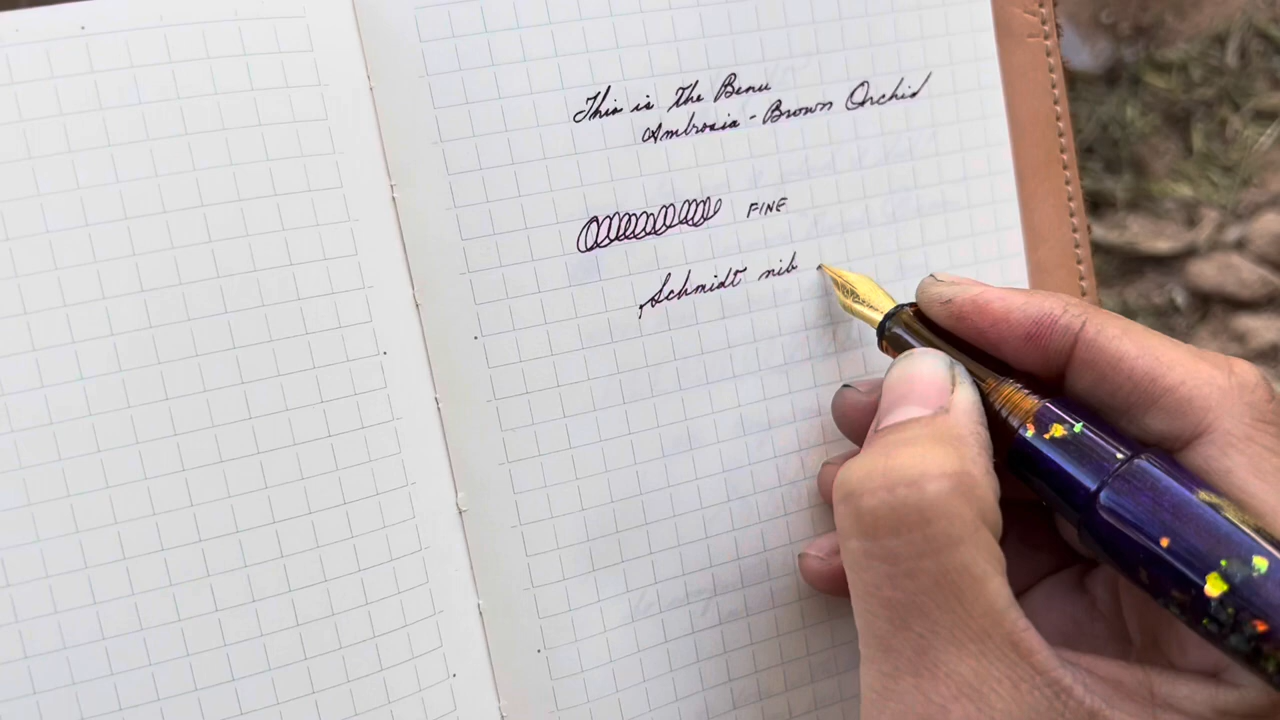 This is The Benu
Ambrosia - Brown Orchid
FINE
Schmidt nib